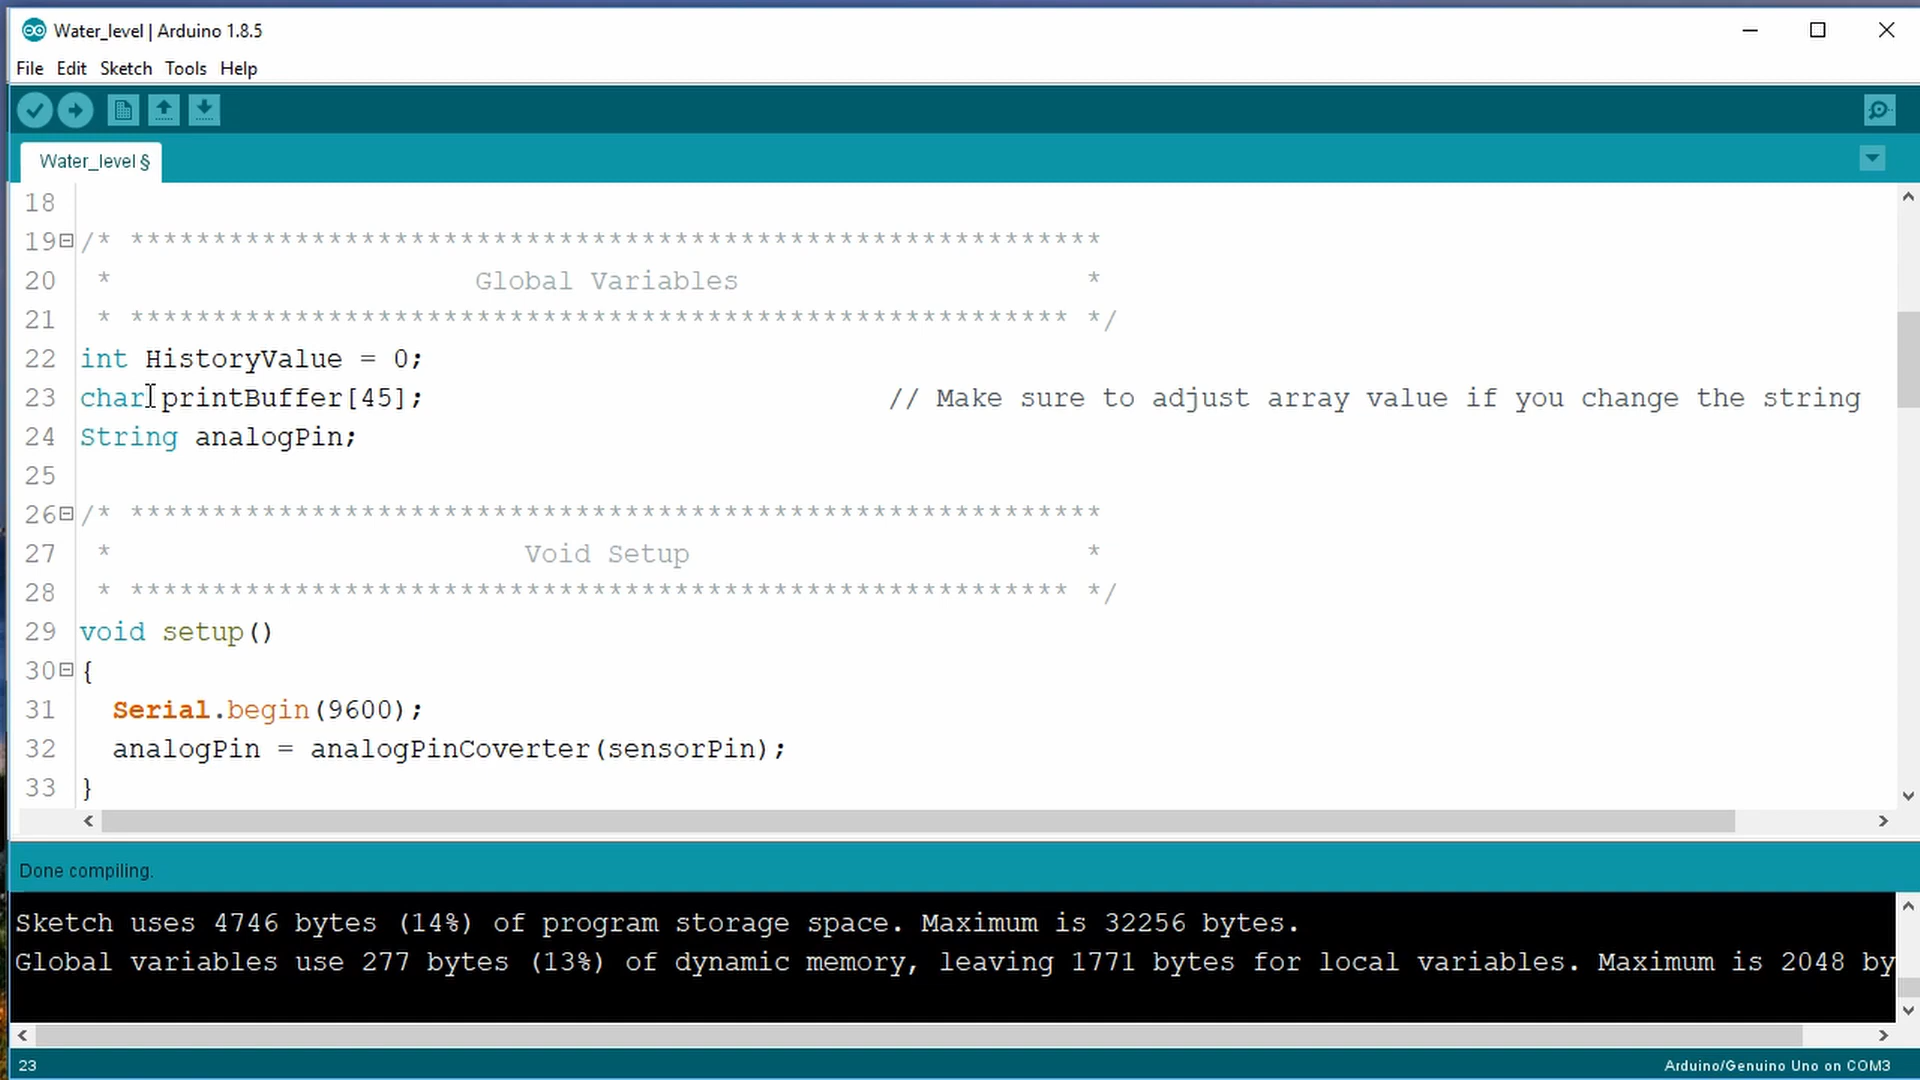 Water_level | Arduino 1.8.5
File Edit Sketch Tools Help
Water_level §
18
19 /* ***********************************************************
20 * Global Variables *
21 * ********************************************************* */
22 int HistoryValue = 0;
23 char printBuffer[45]; // Make sure to adjust array value if you change the string
24 String analogPin;
25
26 /* ***********************************************************
27 * Void Setup *
28 * ********************************************************* */
29 void setup()
30 {
31 Serial.begin(9600);
32 analogPin = analogPinCoverter(sensorPin);
33 }
Done compiling.
Sketch uses 4746 bytes (14%) of program storage space. Maximum is 32256 bytes.
Global variables use 277 bytes (13%) of dynamic memory, leaving 1771 bytes for local variables. Maximum is 2048 by
23
Arduino/Genuino Uno on COM3